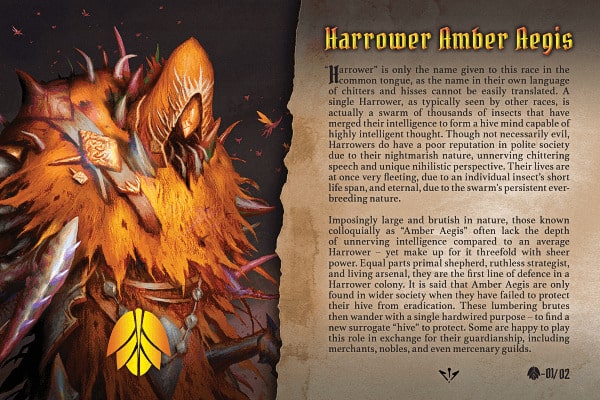 Harrower Amber Aegis
"Harrower" is only the name given to this race in the
common tongue, as the name in their own language
of chitters and hisses cannot be easily translated. A
single Harrower, as typically seen by other races, is
actually a swarm of thousands of insects that have
merged their intelligence to form a hive mind capable of
highly intelligent thought. Though not necessarily evil,
Harrowers do have a poor reputation in polite society
due to their nightmarish nature, unnerving chittering
speech and unique nihilistic perspective. Their lives are
at once very fleeting, due to an individual insect's short
life span, and eternal, due to the swarm's persistent ever-
breeding nature.
Imposingly large and brutish in nature, those known
colloquially as "Amber Aegis" often lack the depth
of unnerving intelligence compared to an average
Harrower – yet make up for it threefold with sheer
power. Equal parts primal shepherd, ruthless strategist,
and living arsenal, they are the first line of defence in a
Harrower colony. It is said that Amber Aegis are only
found in wider society when they have failed to protect
their hive from eradication. These lumbering brutes
then wander with a single hardwired purpose – to find a
new surrogate "hive" to protect. Some are happy to play
this role in exchange for their guardianship, including
merchants, nobles, and even mercenary guilds.
-01/02